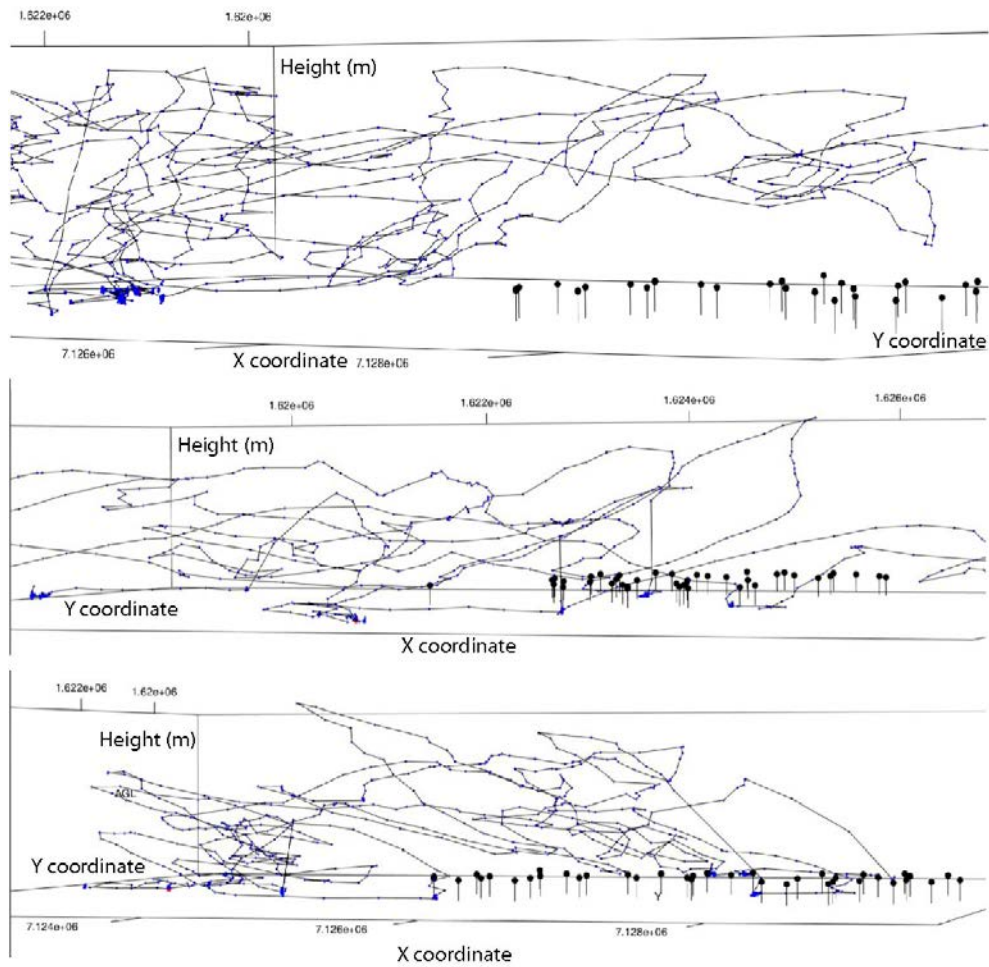 1.622e+06 1.62e+06
Height (m)
Y coordinate
7.126e+06 X coordinate 7.128e+06
1.62e+06 1.622e+06 1.624e+06 1.626e+06
Height (m)
Y coordinate
X coordinate
1.622e+06 1.62e+06
Height (m)
AGL
Y coordinate
7.124e+06 7.126e+06 7.128e+06
X coordinate